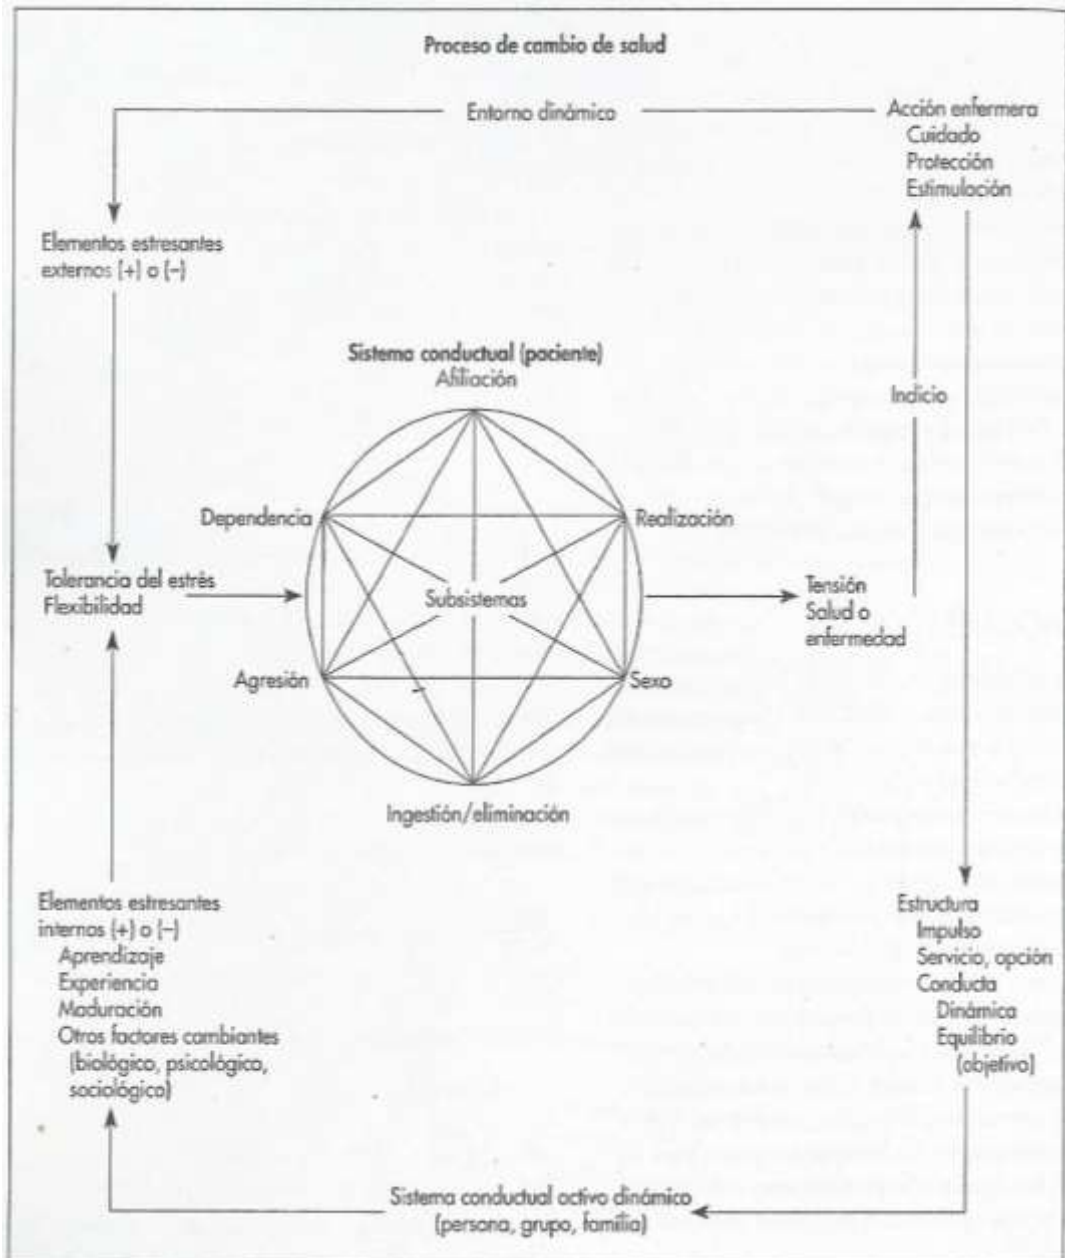 Proceso de cambio de salud
Entorno dinámico
Acción enfermera
Cuidado
Protección
Estimulación
Elementos estresantes
externos (+) o (–)
Sistema conductual (paciente)
Afiliación
Indicio
Dependencia
Realización
Tolerancia del estrés
Flexibilidad
Subsistemas
Tensión
Salud o
enfermedad
Agresión
Sexo
Ingestión/eliminación
Elementos estresantes
internos (+) o (–)
Aprendizaje
Experiencia
Maduración
Otros factores cambiantes
(biológico, psicológico,
sociológico)
Estructura
Impulso
Servicio, opción
Conducta
Dinámica
Equilibrio
(objetivo)
Sistema conductual activo dinámico
(persona, grupo, familia)